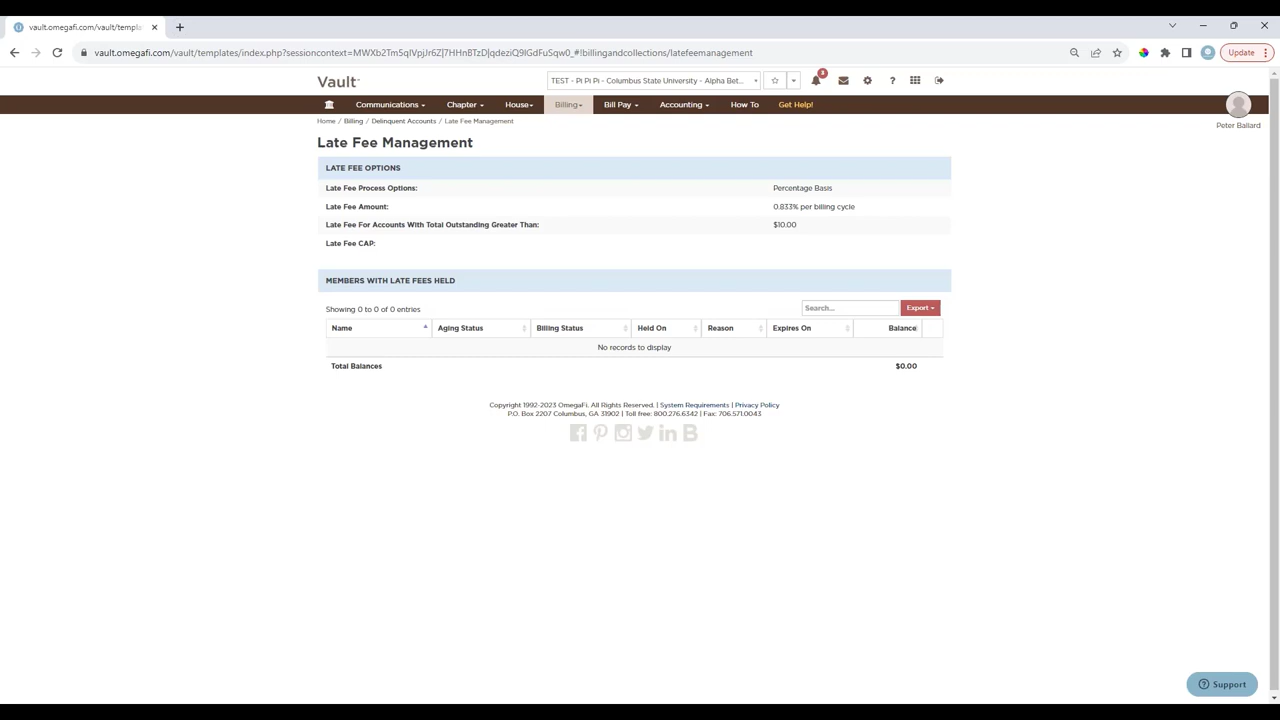 vault.omegafi.com/vault/templa
vault.omegafi.com/vault/templates/index.php?sessioncontext=MWXb2Tm5qIVpjJr6Z|7HHnBTzD|qdeziQ9IGdFuSqw0_#!billingandcollections/latefeemanagement
Update
Vault
TEST - Pi Pi Pi - Columbus State University - Alpha Bet...
3
Communications
Chapter
House
Billing
Bill Pay
Accounting
How To
Get Help!
Peter Ballard
Home / Billing / Delinquent Accounts / Late Fee Management
Late Fee Management
LATE FEE OPTIONS
Late Fee Process Options: Percentage Basis
Late Fee Amount: 0.833% per billing cycle
Late Fee For Accounts With Total Outstanding Greater Than: $10.00
Late Fee CAP:
MEMBERS WITH LATE FEES HELD
Showing 0 to 0 of 0 entries
Search...
Export
Name Aging Status Billing Status Held On Reason Expires On Balance
No records to display
Total Balances $0.00
Copyright 1992-2023 OmegaFi. All Rights Reserved. | System Requirements | Privacy Policy
P.O. Box 2207 Columbus, GA 31902 | Toll free: 800.276.6342 | Fax: 706.571.0043
Support